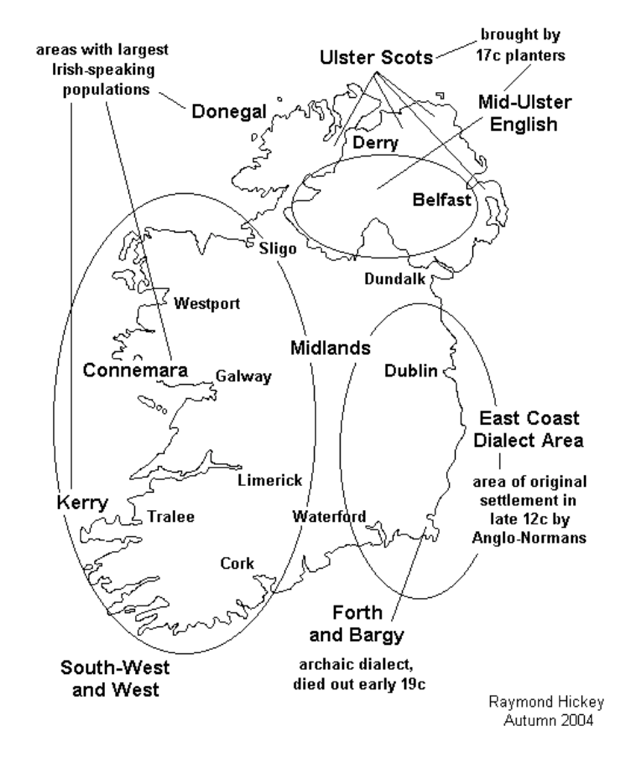 areas with largest
Irish-speaking
populations
Ulster Scots
brought by
17c planters
Donegal
Mid-Ulster
English
Derry
Belfast
Sligo
Dundalk
Westport
Midlands
Connemara
Galway
Dublin
East Coast
Dialect Area
area of original
settlement in
late 12c by
Anglo-Normans
Limerick
Kerry
Tralee
Waterford
Cork
Forth
and Bargy
archaic dialect,
died out early 19c
South-West
and West
Raymond Hickey
Autumn 2004